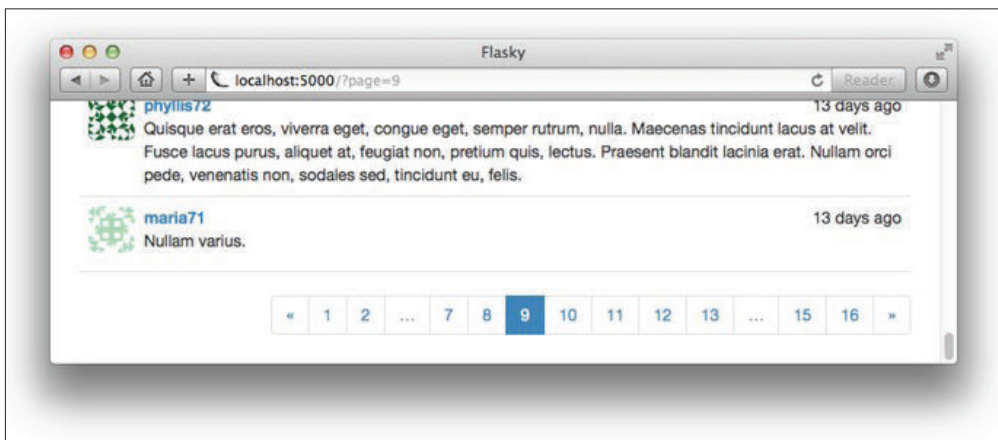 Flasky
localhost:5000/?page=9
Reader
phyllis72
13 days ago
Quisque erat eros, viverra eget, congue eget, semper rutrum, nulla. Maecenas tincidunt lacus at velit.
Fusce lacus purus, aliquet at, feugiat non, pretium quis, lectus. Praesent blandit lacinia erat. Nullam orci
pede, venenatis non, sodales sed, tincidunt eu, felis.
maria71
13 days ago
Nullam varius.
« 1 2 ... 7 8 9 10 11 12 13 ... 15 16 »